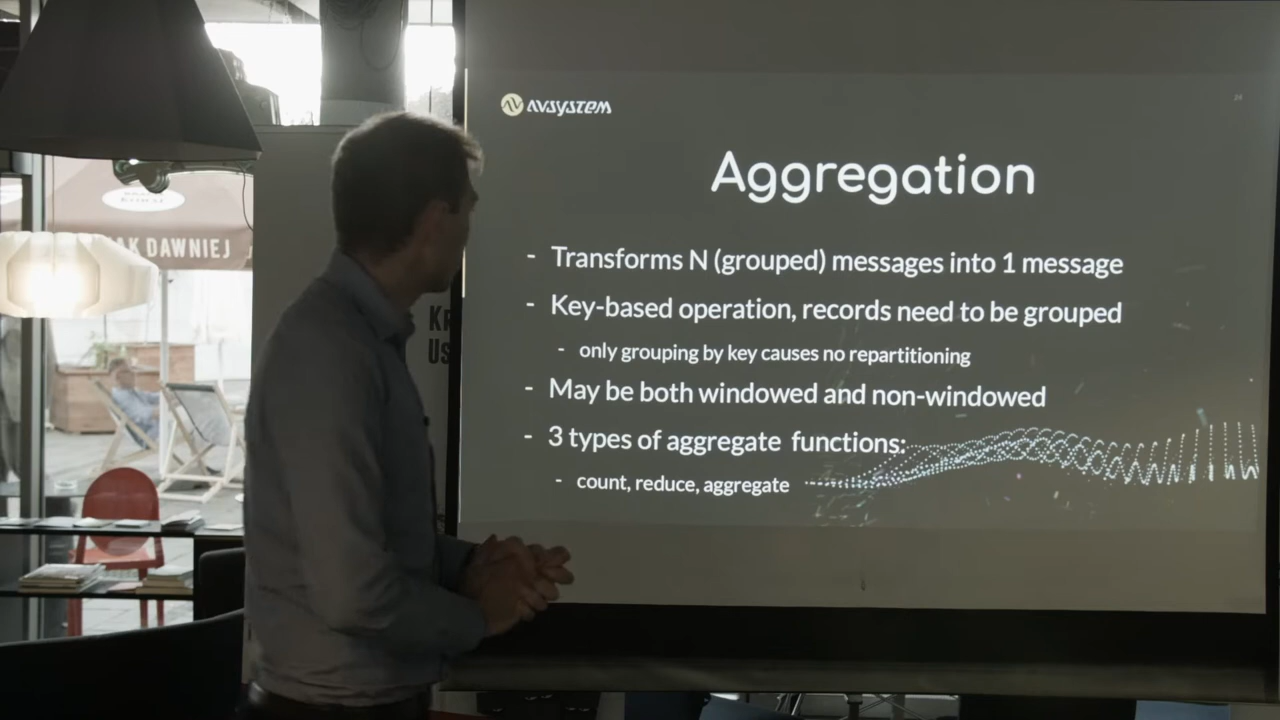 AVSYSTEM
Aggregation
- Transforms N (grouped) messages into 1 message
- Key-based operation, records need to be grouped
- only grouping by key causes no repartitioning
- May be both windowed and non-windowed
- 3 types of aggregate functions:
- count, reduce, aggregate
AK DAWNIEJ
KR
US